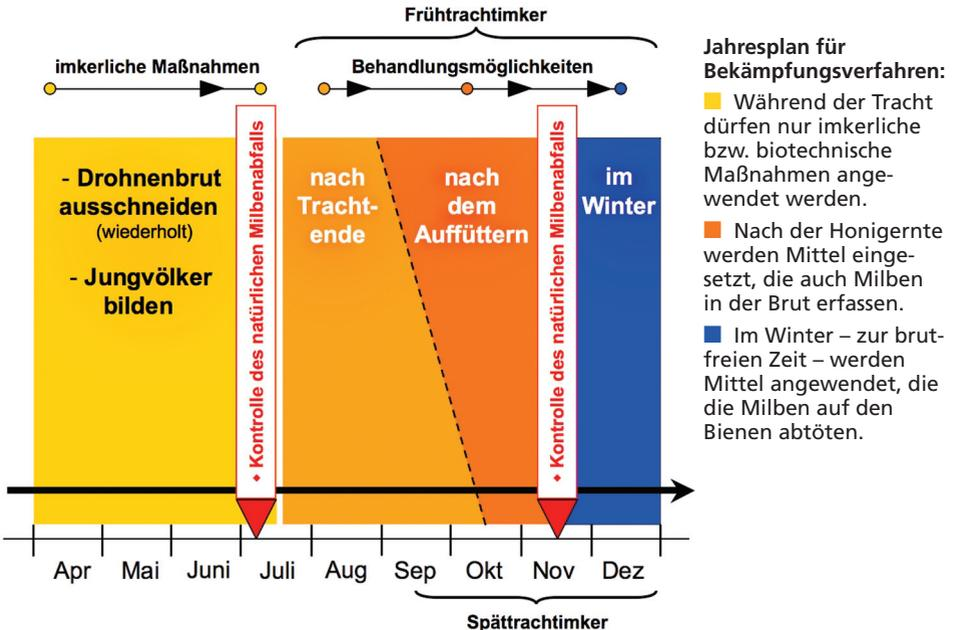 Frühtrachtimker
imkerliche Maßnahmen
Behandlungsmöglichkeiten
- Drohnenbrut
ausschneiden
(wiederholt)
- Jungvölker
bilden
Kontrolle des natürlichen Milbenabfalls
nach
Tracht-
ende
nach
dem
Auffüttern
Kontrolle des natürlichen Milbenabfalls
im
Winter
Apr Mai Juni Juli Aug Sep Okt Nov Dez
Spättrachtimker
Jahresplan für
Bekämpfungsverfahren:
Während der Tracht
dürfen nur imkerliche
bzw. biotechnische
Maßnahmen ange-
wendet werden.
Nach der Honigernte
werden Mittel einge-
setzt, die auch Milben
in der Brut erfassen.
Im Winter – zur brut-
freien Zeit – werden
Mittel angewendet, die
die Milben auf den
Bienen abtöten.